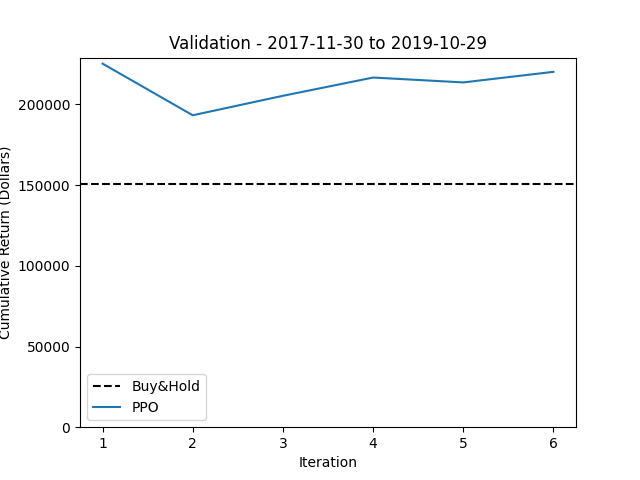 Validation - 2017-11-30 to 2019-10-29
Cumulative Return (Dollars)
200000
150000
100000
50000
0
Buy&Hold
PPO
1 2 3 4 5 6
Iteration